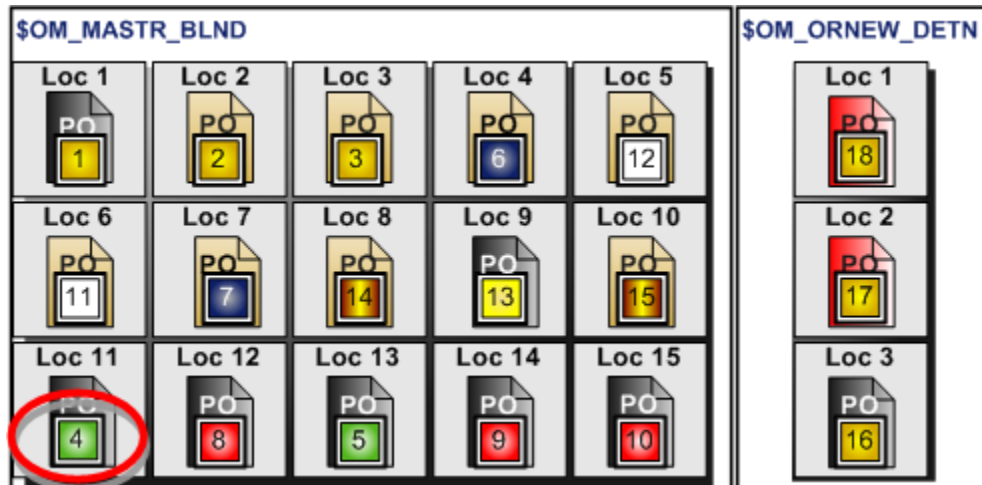 $OM_MASTR_BLND
$OM_ORNEW_DETN
Loc 1 Loc 2 Loc 3 Loc 4 Loc 5 Loc 1
PO PO PO PO PO PO
1 2 3 6 12 18
Loc 6 Loc 7 Loc 8 Loc 9 Loc 10 Loc 2
PO PO PO PO PO PO
11 7 14 13 15 17
Loc 11 Loc 12 Loc 13 Loc 14 Loc 15 Loc 3
PO PO PO PO PO PO
4 8 5 9 10 16